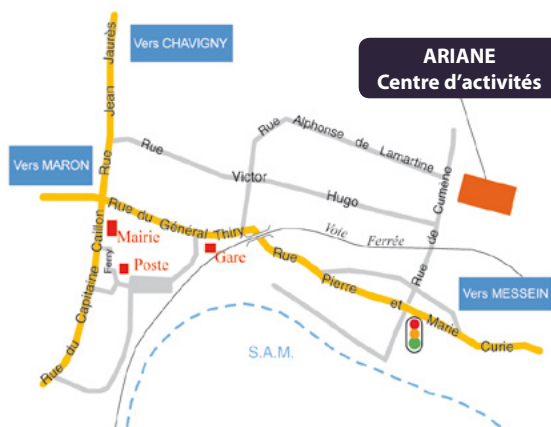 Vers CHAVIGNY
ARIANE
Centre d'activités
Rue Jean Jaurès
Rue Alphonse de Lamartine
Rue Victor Hugo
Vers MARON
Rue du Général Thiry
Rue de Cumène
Mairie
Voie Ferrée
Ferry
Gare
Poste
Rue Pierre et Marie Curie
Vers MESSEIN
Rue du Capitaine Caillon
S.A.M.